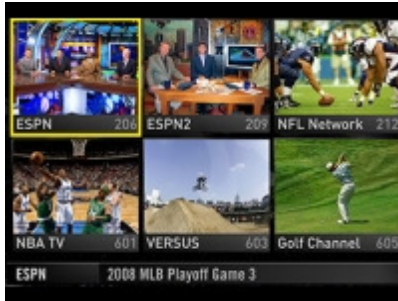 ESPN 206
ESPN2 209
NFL Network 212
NBA TV 601
VERSUS 603
Golf Channel 605
ESPN 2008 MLB Playoff Game 3